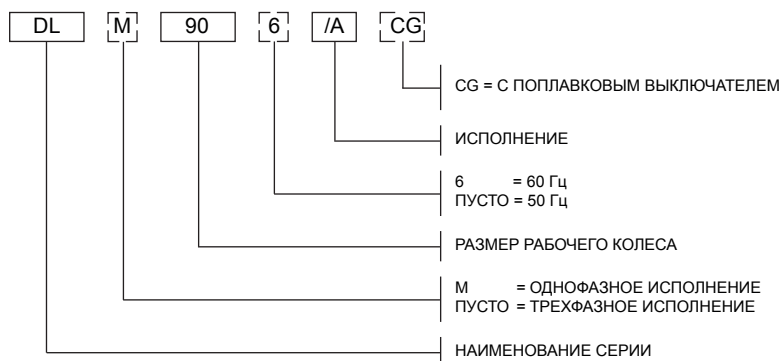 DL M 90 6 /A CG
CG = С ПОПЛАВКОВЫМ ВЫКЛЮЧАТЕЛЕМ
ИСПОЛНЕНИЕ
6 = 60 Гц
ПУСТО = 50 Гц
РАЗМЕР РАБОЧЕГО КОЛЕСА
M = ОДНОФАЗНОЕ ИСПОЛНЕНИЕ
ПУСТО = ТРЕХФАЗНОЕ ИСПОЛНЕНИЕ
НАИМЕНОВАНИЕ СЕРИИ